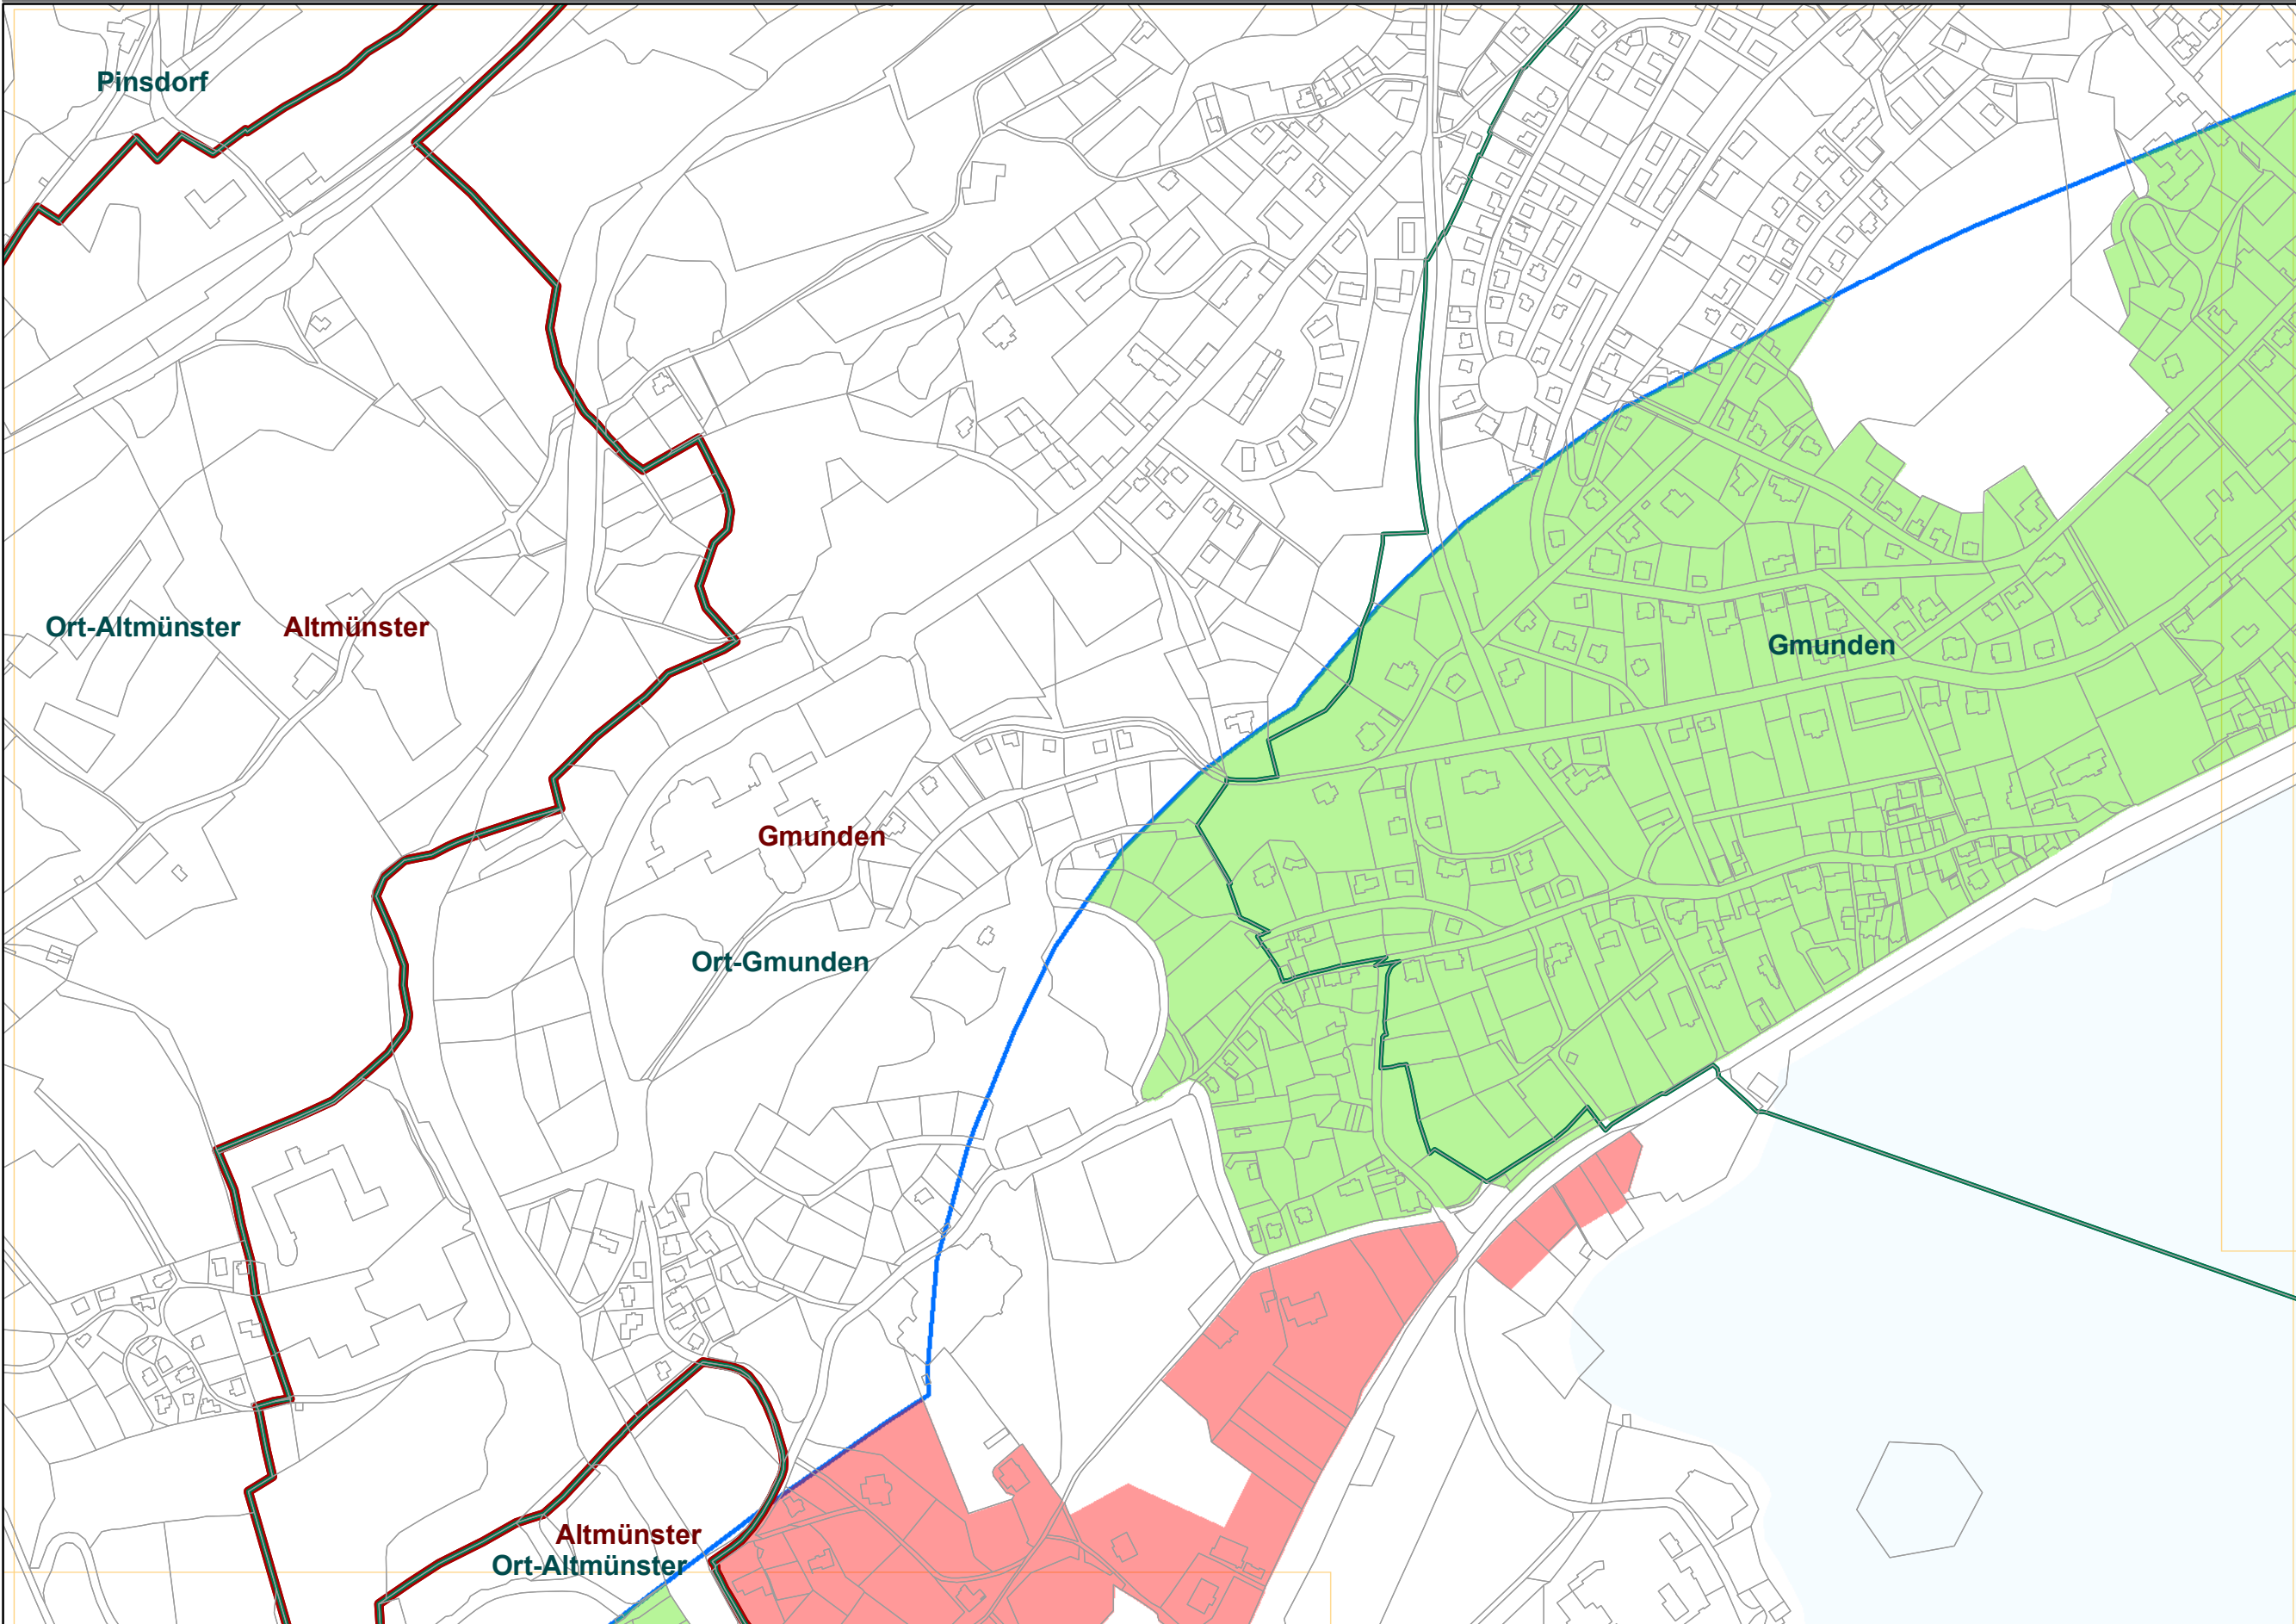 Pinsdorf
Ort-Altmünster
Altmünster
Gmunden
Gmunden
Ort-Gmunden
Altmünster
Ort-Altmünster